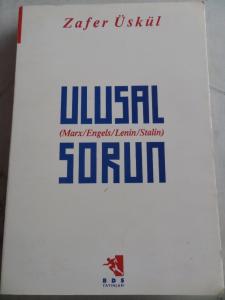 Zafer Üskül
ULUSAL
(Marx/Engels/Lenin/Stalin)
SORUN
BDS
YAYINLARI